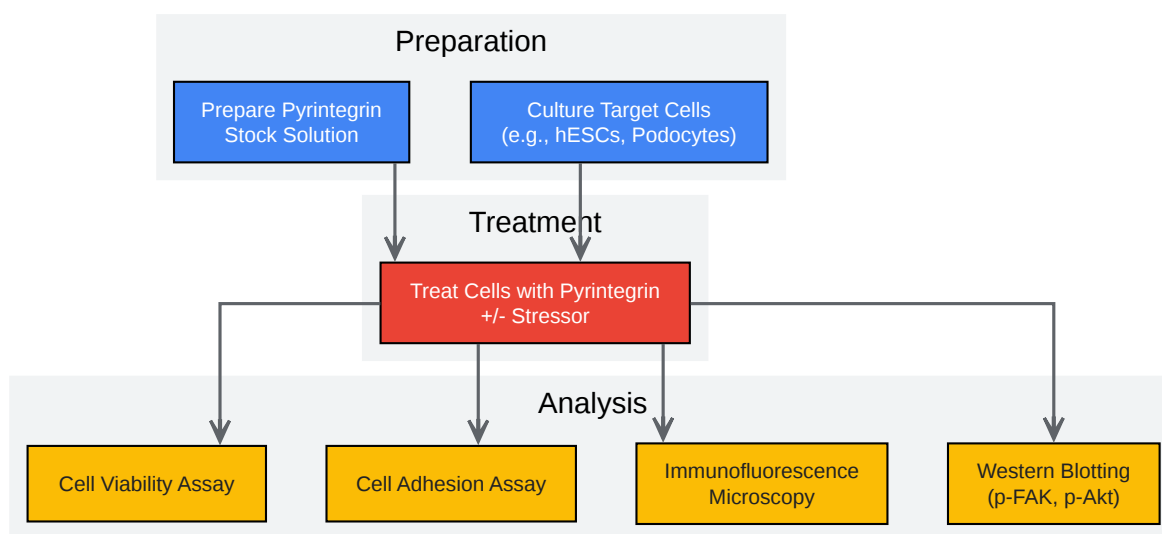 Preparation
Prepare Pyrintegrin
Stock Solution
Culture Target Cells
(e.g., hESCs, Podocytes)
Treatment
Treat Cells with Pyrintegrin
+/- Stressor
Analysis
Cell Viability Assay
Cell Adhesion Assay
Immunofluorescence
Microscopy
Western Blotting
(p-FAK, p-Akt)